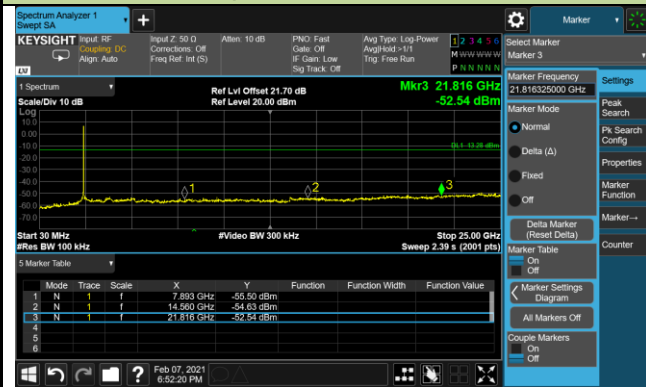 Spectrum Analyzer 1
Swept SA
+
Marker
KEYSIGHT
Input: RF
Coupling: DC
Align: Auto
Input Z: 50 Ω
Corrections: Off
Freq Ref: Int (S)
Atten: 10 dB
PNO: Fast
Gate: Off
IF Gain: Low
Sig Track: Off
Avg Type: Log-Power
Avg|Hold:>1/1
Trig: Free Run
1 2 3 4 5 6
M W W W W W
P N N N N N
LXI
Select Marker
Marker 3
Marker Frequency
21.816325000 GHz
Marker Mode
Normal
Delta (Δ)
Fixed
Off
Delta Marker
(Reset Delta)
Marker Table
On
Off
Marker Settings
Diagram
All Markers Off
Couple Markers
On
Off
Settings
Peak
Search
Pk Search
Config
Properties
Marker
Function
Marker→
Counter
1 Spectrum
Scale/Div 10 dB
Log
Ref Lvl Offset 21.70 dB
Ref Level 20.00 dBm
Mkr3 21.816 GHz
-52.54 dBm
10.0
0.00
-10.0
-20.0
-30.0
-40.0
-50.0
-60.0
-70.0
DL1 -13.28 dBm
1
2
3
Start 30 MHz
#Res BW 100 kHz
#Video BW 300 kHz
Stop 25.00 GHz
Sweep 2.39 s (2001 pts)
5 Marker Table
Mode Trace Scale X Y Function Function Width Function Value
1 N 1 f 7.893 GHz -55.50 dBm
2 N 1 f 14.560 GHz -54.63 dBm
3 N 1 f 21.816 GHz -52.54 dBm
4
5
6
?
Feb 07, 2021
6:52:20 PM